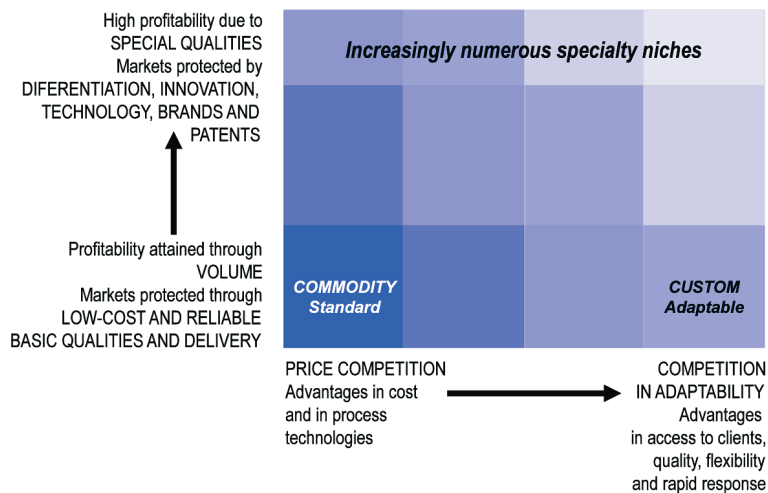 High profitability due to
SPECIAL QUALITIES
Markets protected by
DIFERENTIATION, INNOVATION,
TECHNOLOGY, BRANDS AND
PATENTS
Increasingly numerous specialty niches
Profitability attained through
VOLUME
Markets protected through
LOW-COST AND RELIABLE
BASIC QUALITIES AND DELIVERY
COMMODITY
Standard
CUSTOM
Adaptable
PRICE COMPETITION
Advantages in cost
and in process
technologies
COMPETITION
IN ADAPTABILITY
Advantages
in access to clients,
quality, flexibility
and rapid response